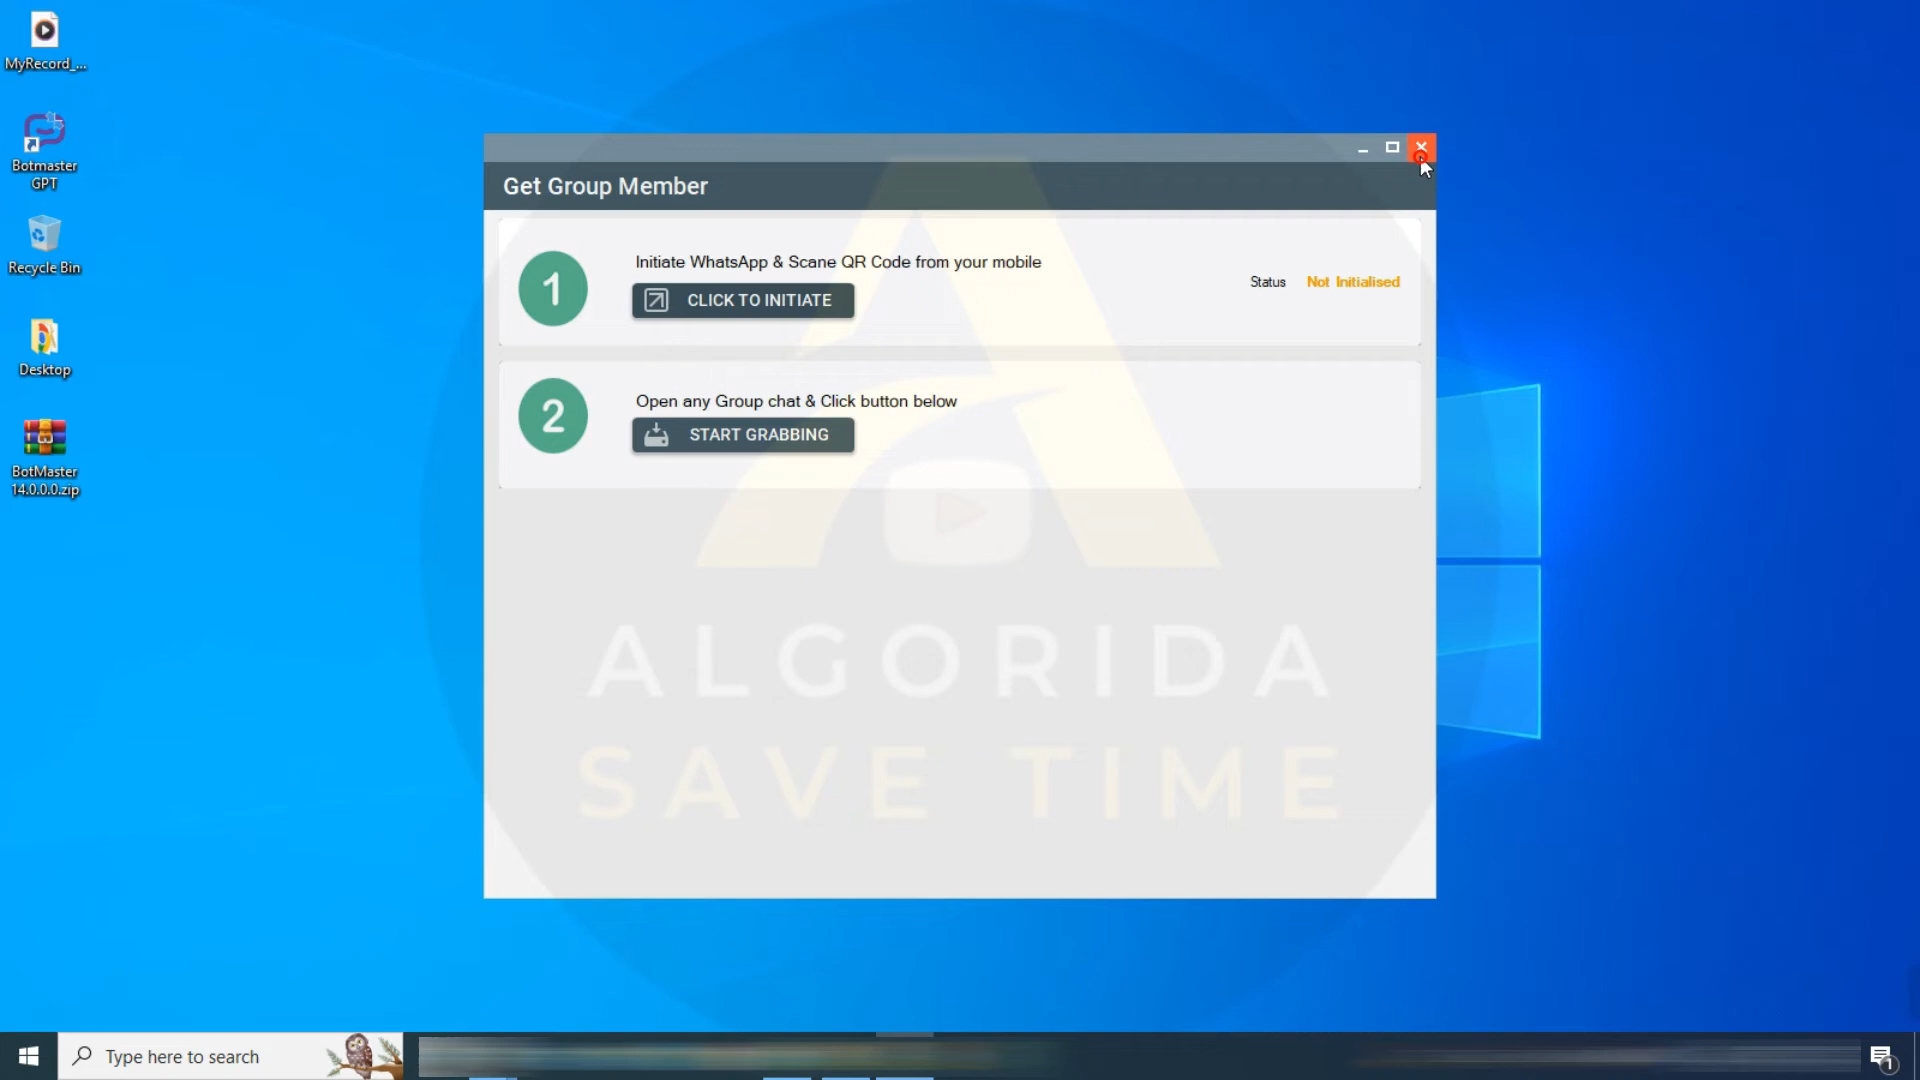 MyRecord_...
Botmaster
GPT
Recycle Bin
Desktop
BotMaster
14.0.0.0.zip
Get Group Member
1
Initiate WhatsApp & Scane QR Code from your mobile
CLICK TO INITIATE
Status Not Initialised
2
Open any Group chat & Click button below
START GRABBING
ALGORIDA
SAVE TIME
Type here to search
1